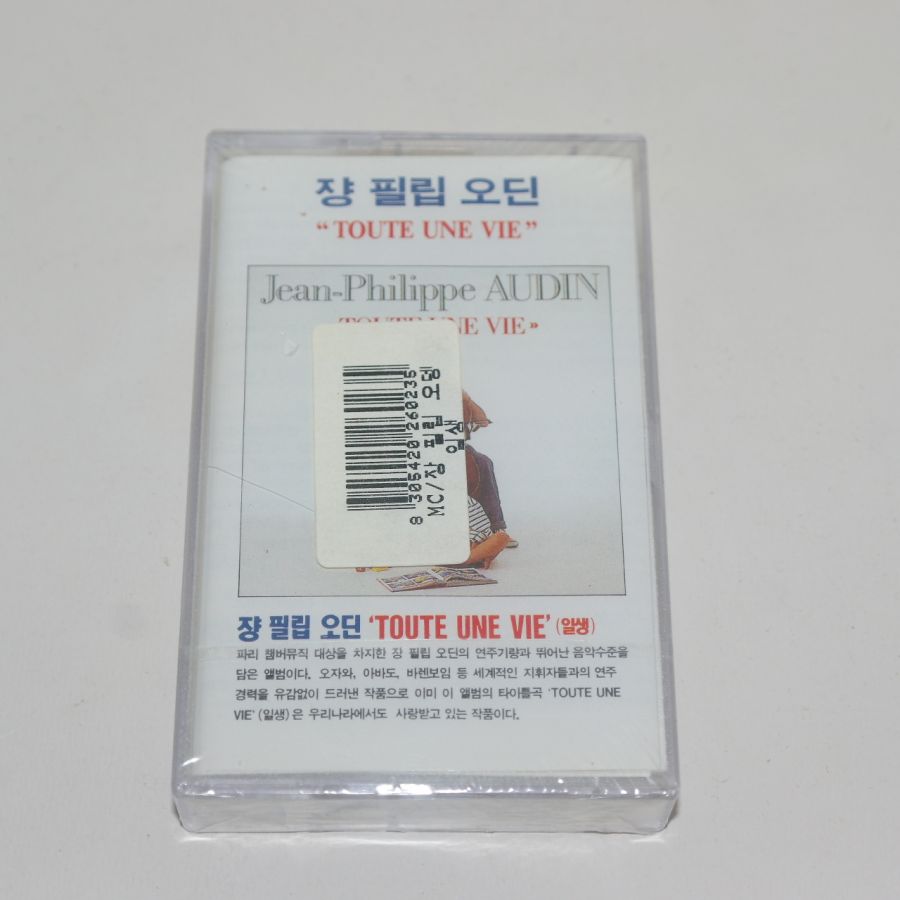 쟝 필립 오딘
“TOUTE UNE VIE”
Jean-Philippe AUDIN
TOUTE UNE VIE»
8 305420 260235
MC/장 필립 오뎅
일생
쟝 필립 오딘 ‘TOUTE UNE VIE’ (일생)
파리 챔버뮤직 대상을 차지한 장 필립 오딘의 연주기량과 뛰어난 음악수준을
담은 앨범이다. 오자와, 아바도, 바렌보임 등 세계적인 지휘자들과의 연주
경력을 유감없이 드러낸 작품으로 이미 이 앨범의 타이틀곡 ‘TOUTE UNE
VIE’ (일생)은 우리나라에서도 사랑받고 있는 작품이다.